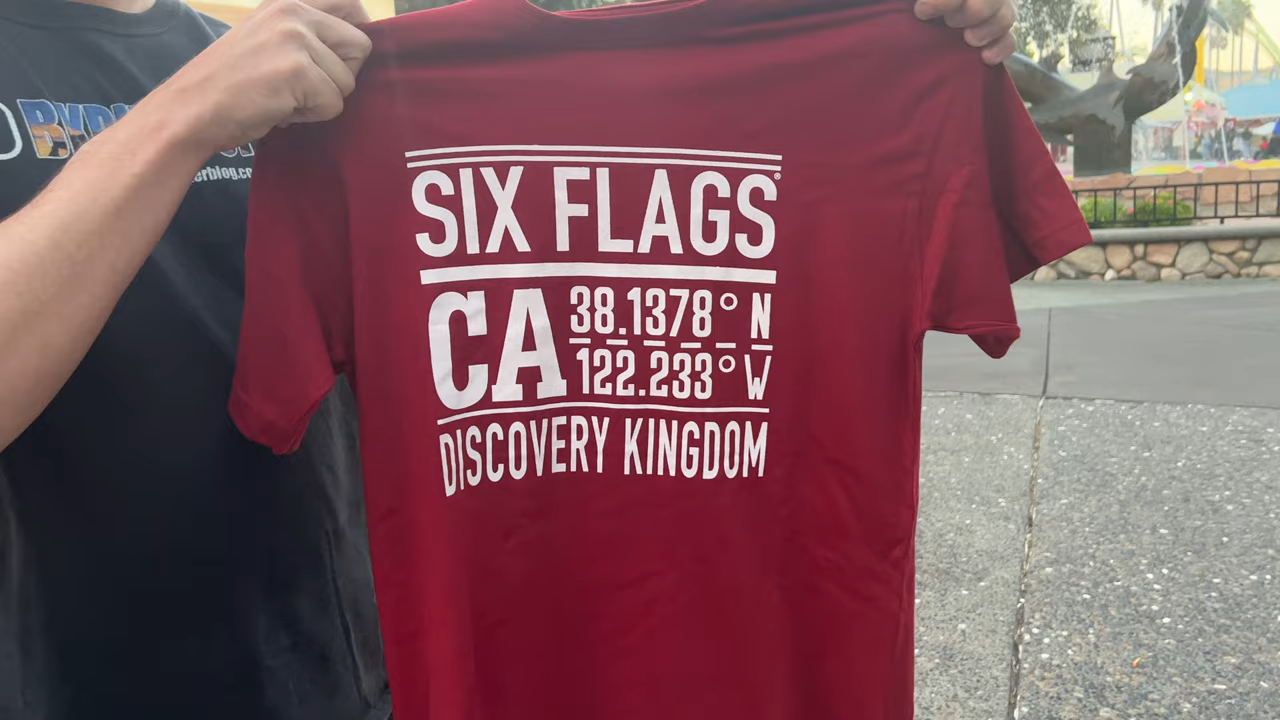 SIX FLAGS®
CA
38.1378° N
122.233° W
DISCOVERY KINGDOM